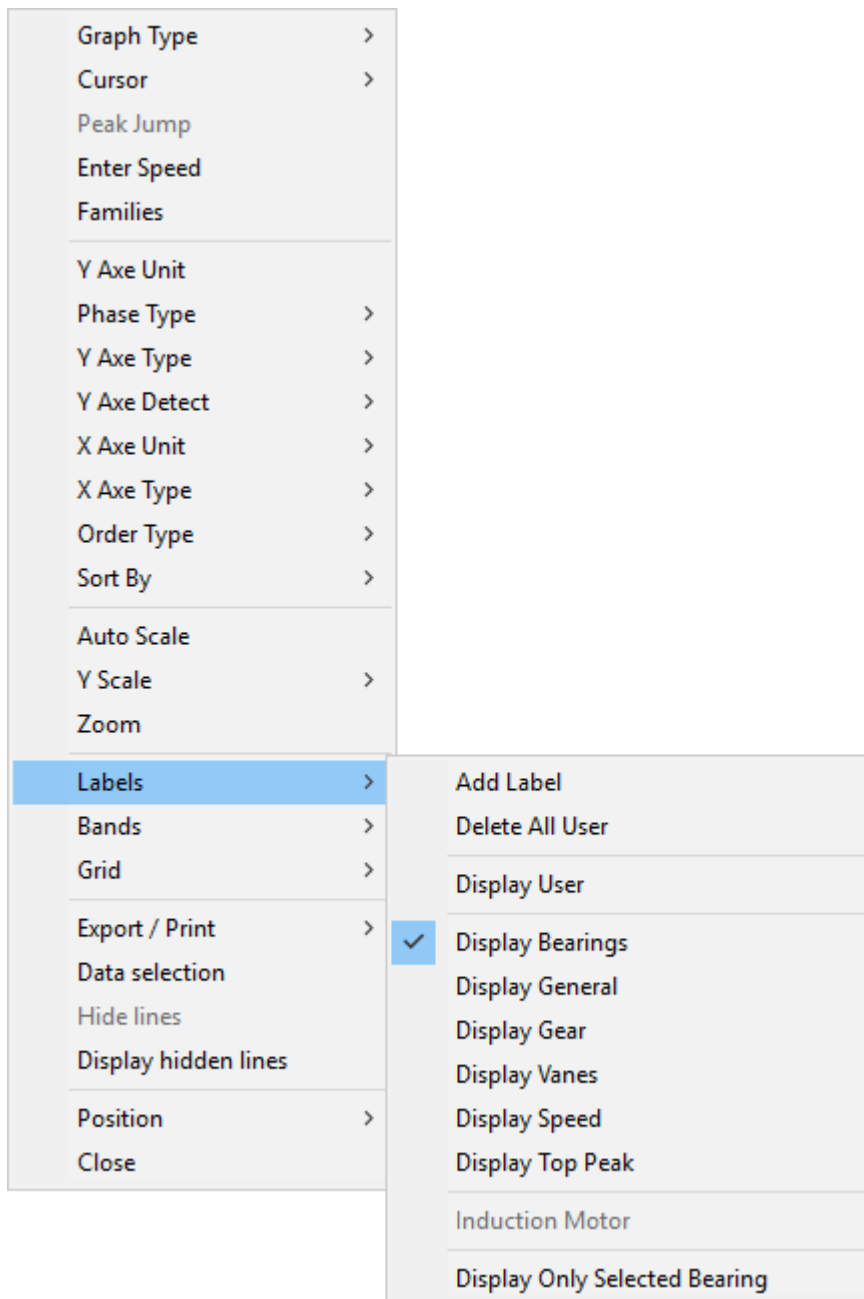 Graph Type
Cursor
Peak Jump
Enter Speed
Families
Y Axe Unit
Phase Type
Y Axe Type
Y Axe Detect
X Axe Unit
X Axe Type
Order Type
Sort By
Auto Scale
Y Scale
Zoom
Labels
Bands
Grid
Export / Print
Data selection
Hide lines
Display hidden lines
Position
Close
Add Label
Delete All User
Display User
Display Bearings
Display General
Display Gear
Display Vanes
Display Speed
Display Top Peak
Induction Motor
Display Only Selected Bearing